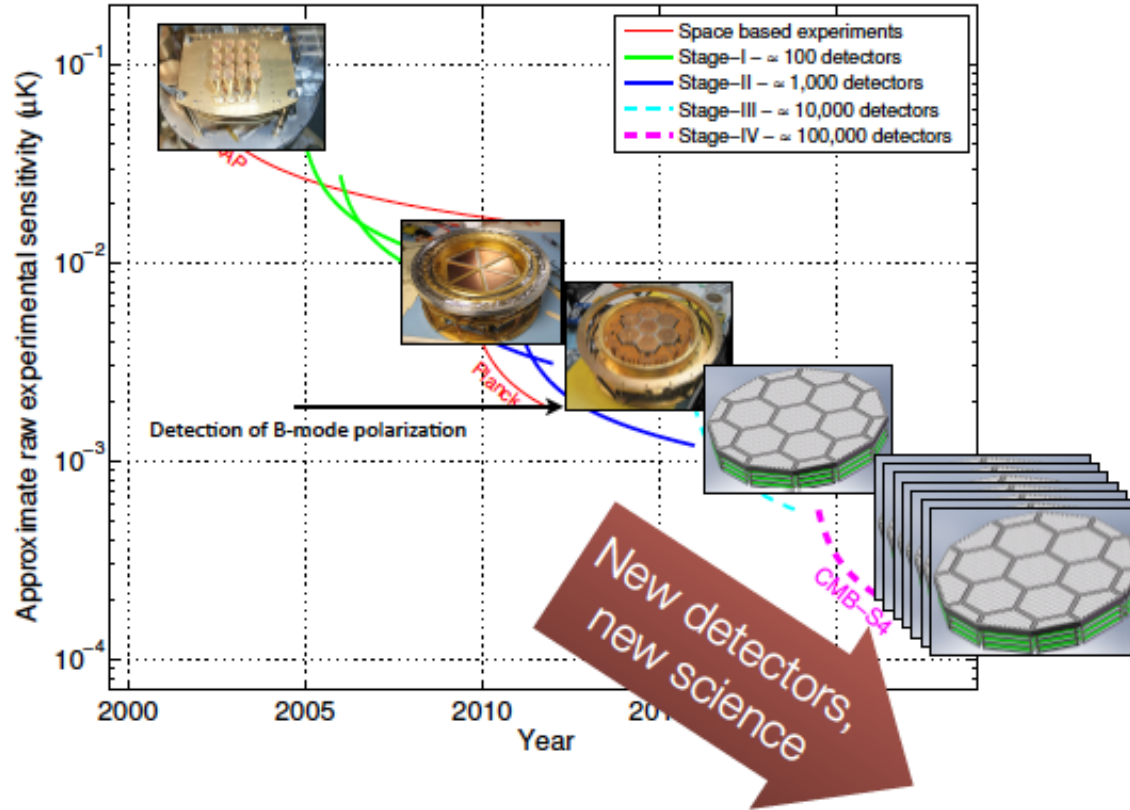 Space based experiments
Stage–I – ≃ 100 detectors
Stage–II – ≃ 1,000 detectors
Stage–III – ≃ 10,000 detectors
Stage–IV – ≃ 100,000 detectors
Approximate raw experimental sensitivity (μK)
10⁻¹
10⁻²
10⁻³
10⁻⁴
AP
Planck
Detection of B-mode polarization
CMB–S4
New detectors,
new science
2000
2005
2010
Year